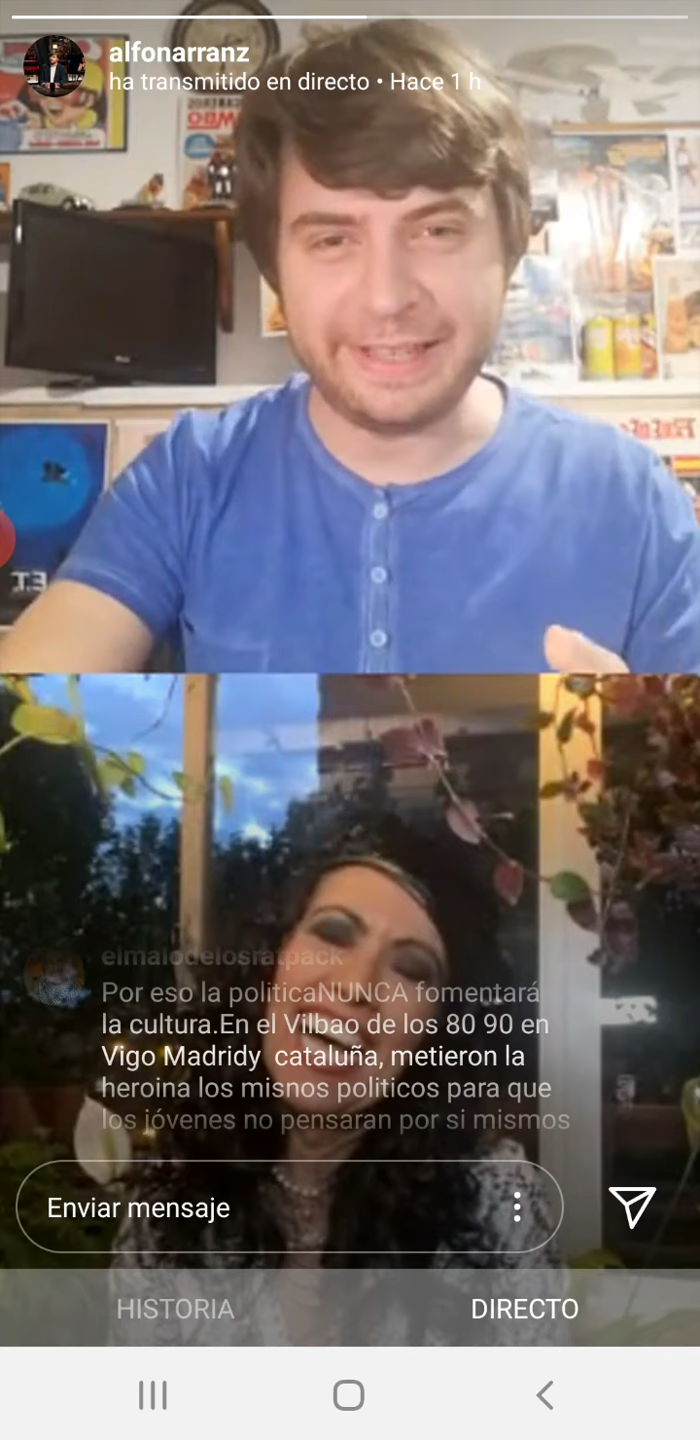 alfonarranz
ha transmitido en directo • Hace 1 h
E.T.
elmalodelosratpack
Por eso la politicaNUNCA fomentará
la cultura.En el Vilbao de los 80 90 en
Vigo Madridy cataluña, metieron la
heroina los misnos politicos para que
los jóvenes no pensaran por si mismos
Enviar mensaje
HISTORIA
DIRECTO